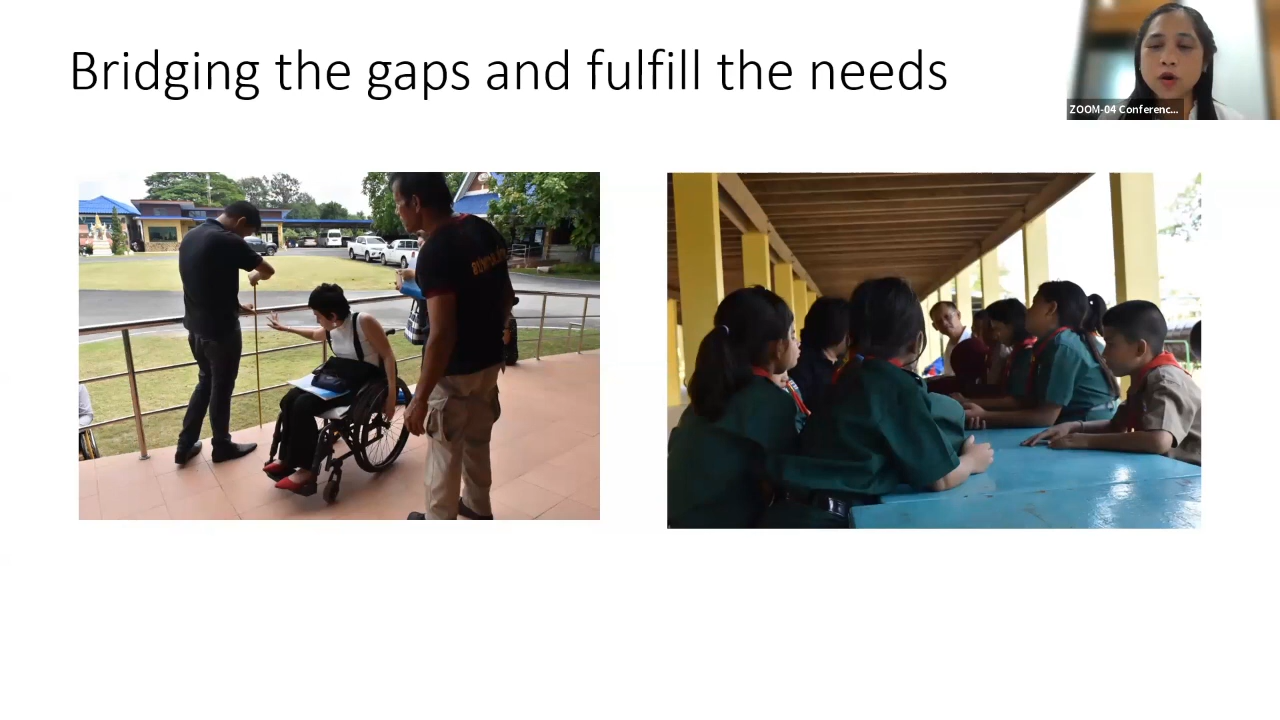 Bridging the gaps and fulfill the needs
ZOOM-04 Conferenc...